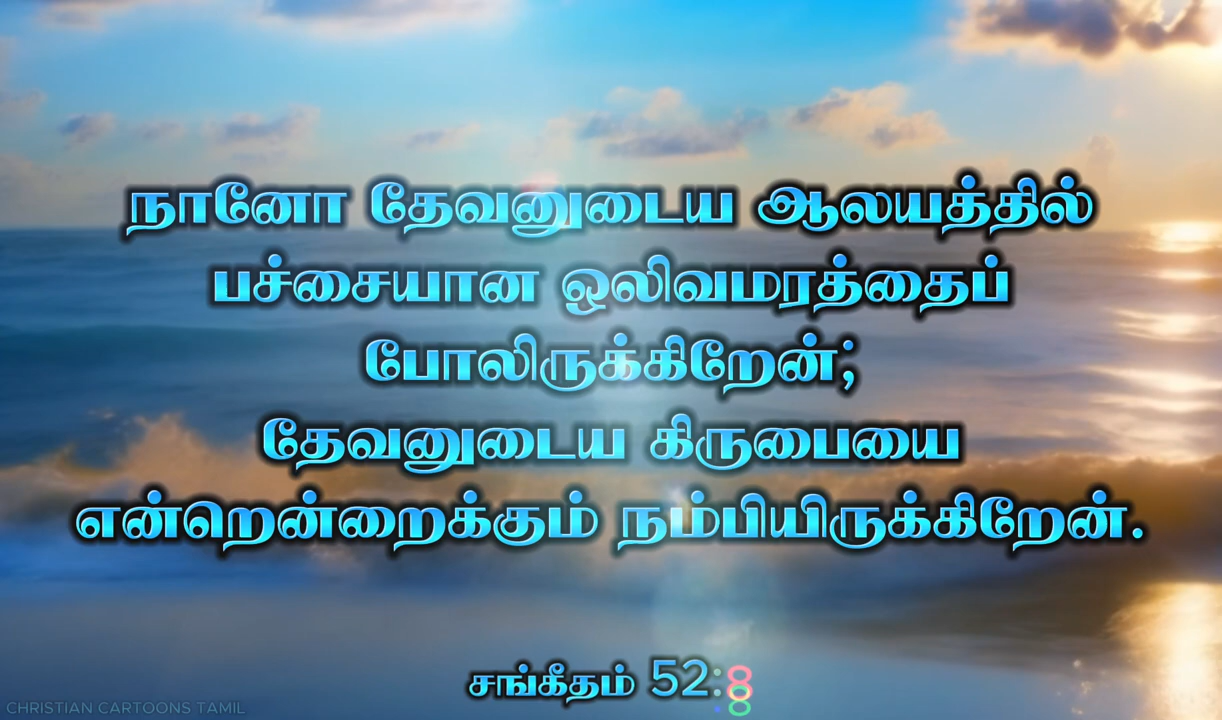 நானோ தேவனுடைய ஆலயத்தில்
பச்சையான ஒலிவமரத்தைப்
போலிருக்கிறேன்;
தேவனுடைய கிருபையை
என்றென்றைக்கும் நம்பியிருக்கிறேன்.
சங்கீதம் 52:8
CHRISTIAN CARTOONS TAMIL